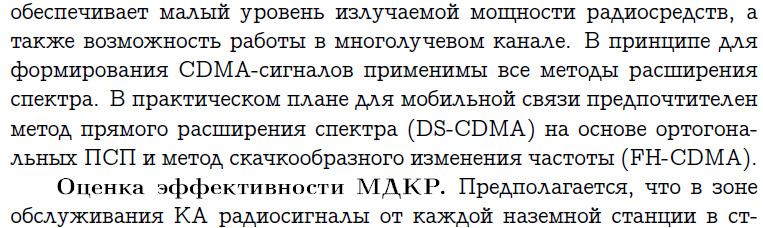 обеспечивает малый уровень излучаемой мощности радиосредств, а
также возможность работы в многолучевом канале. В принципе для
формирования CDMA-сигналов применимы все методы расширения
спектра. В практическом плане для мобильной связи предпочтителен
метод прямого расширения спектра (DS-CDMA) на основе ортогона-
льных ПСП и метод скачкообразного изменения частоты (FH-CDMA).
Оценка эффективности МДКР. Предполагается, что в зоне
обслуживания КА радиосигналы от каждой наземной станции в ст-